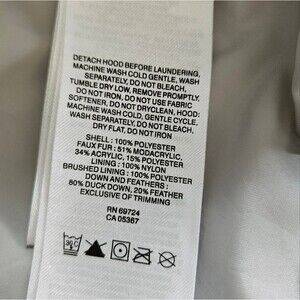 DETACH HOOD BEFORE LAUNDERING,
MACHINE WASH COLD GENTLE, WASH
SEPARATELY, DO NOT BLEACH,
TUMBLE DRY LOW, REMOVE PROMPTLY.
DO NOT IRON, DO NOT USE FABRIC
SOFTENER. DO NOT DRYCLEAN, HOOD:
MACHINE WASH COLD, GENTLE CYCLE,
WASH SEPARATELY, DO NOT BLEACH,
DRY FLAT, DO NOT IRON
SHELL : 100% POLYESTER
FAUX FUR : 51% MODACRYLIC,
34% ACRYLIC, 15% POLYESTER
LINING : 100% NYLON
BRUSHED LINING : 100% POLYESTER
DOWN AND FEATHERS :
80% DUCK DOWN, 20% FEATHER
EXCLUSIVE OF TRIMMING
RN 69724
CA 05367